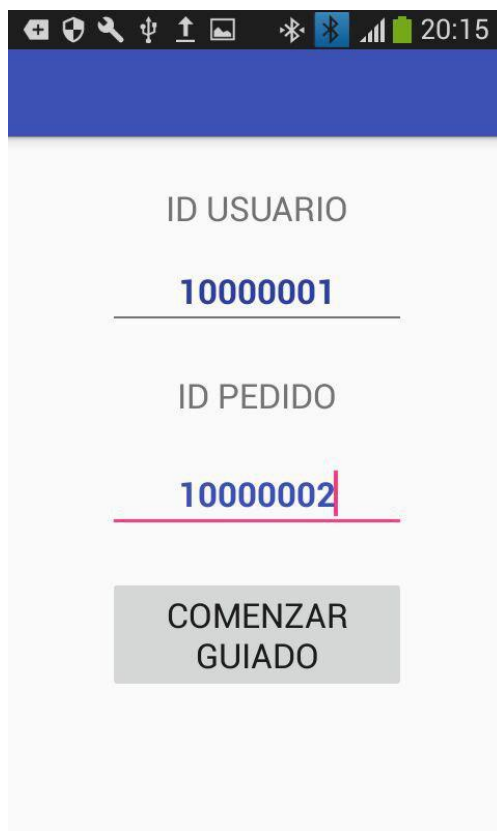 20:15
ID USUARIO
10000001
ID PEDIDO
10000002
COMENZAR
GUIADO